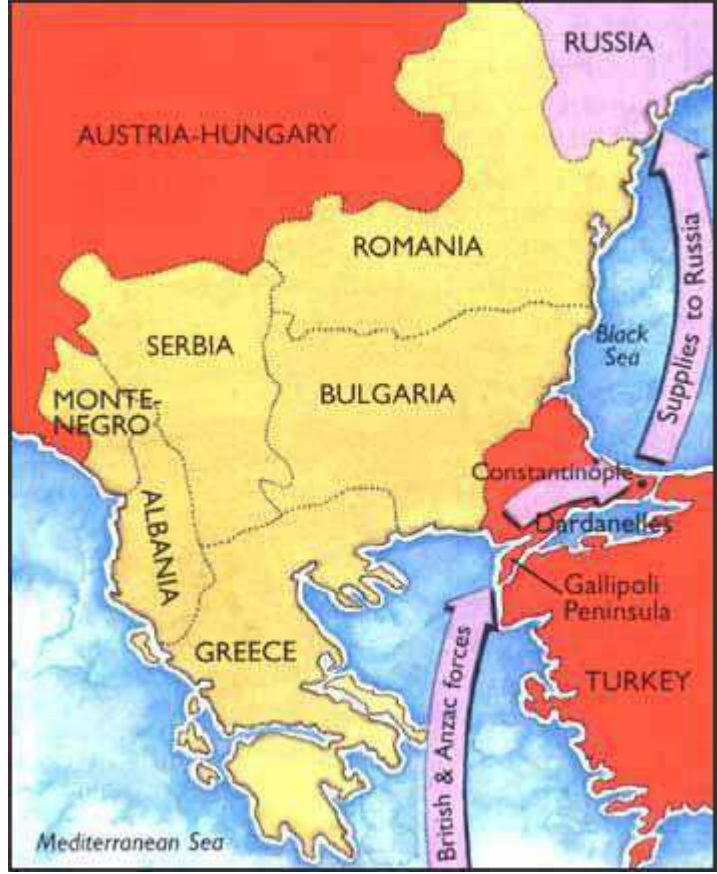 RUSSIA
AUSTRIA-HUNGARY
Supplies to Russia
ROMANIA
Black
Sea
SERBIA
BULGARIA
MONTE-
NEGRO
Constantinople
ALBANIA
Dardanelles
Gallipoli
Peninsula
GREECE
TURKEY
British & Anzac forces
Mediterranean Sea